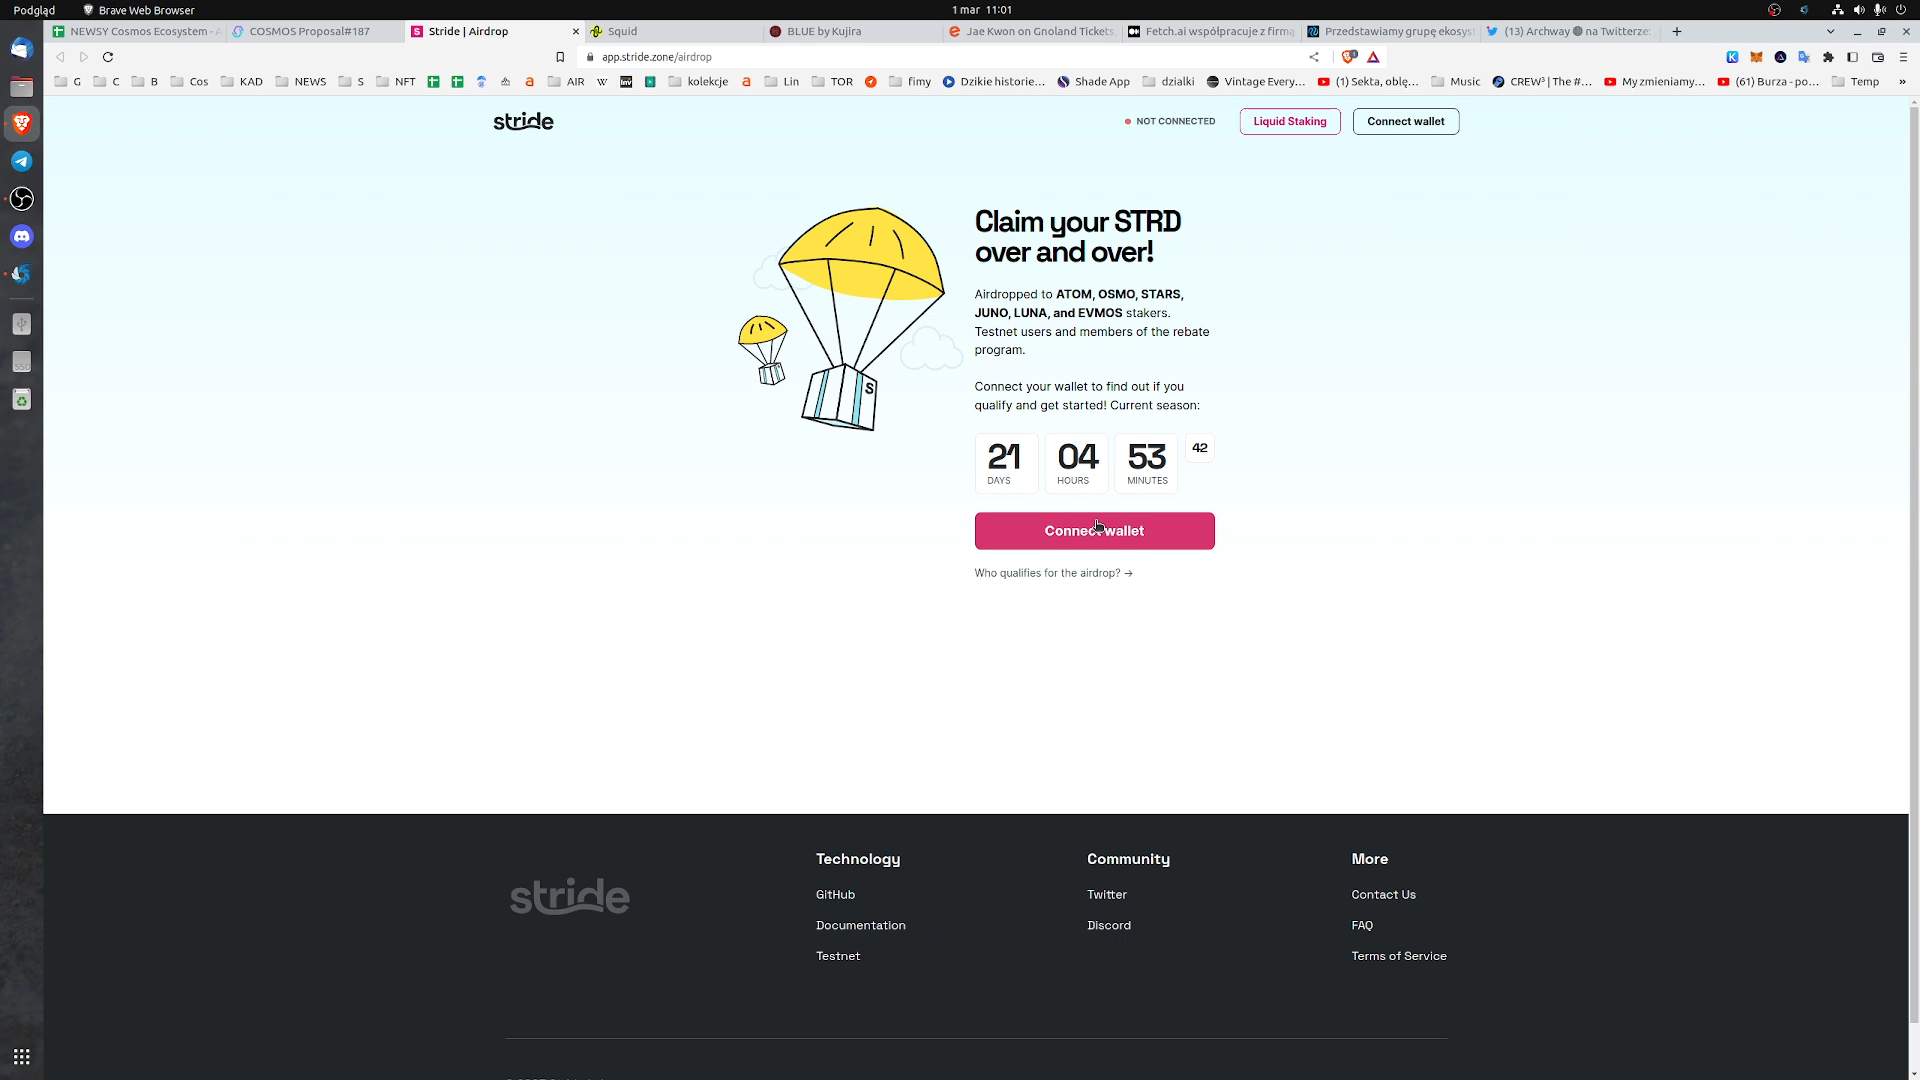 Podgląd
Brave Web Browser
1 mar 11:01
NEWSY Cosmos Ecosystem - A
COSMOS Proposal#187
Stride | Airdrop
Squid
BLUE by Kujira
Jae Kwon on Gnoland Tickets,
Fetch.ai współpracuje z firmą
Przedstawiamy grupę ekosys
(13) Archway na Twitterze:
app.stride.zone/airdrop
G
C
B
Cos
KAD
NEWS
S
NFT
AIR
kolekcje
Lin
TOR
fimy
Dzikie historie...
Shade App
dzialki
Vintage Every...
(1) Sekta, oblę...
Music
CREW³ | The #...
My zmieniamy...
(61) Burza - po...
Temp
stride
NOT CONNECTED
Liquid Staking
Connect wallet
Claim your STRD
over and over!
Airdropped to ATOM, OSMO, STARS,
JUNO, LUNA, and EVMOS stakers.
Testnet users and members of the rebate
program.
Connect your wallet to find out if you
qualify and get started! Current season:
21
DAYS
04
HOURS
53
MINUTES
42
Connect wallet
Who qualifies for the airdrop? →
S
stride
Technology
GitHub
Documentation
Testnet
Community
Twitter
Discord
More
Contact Us
FAQ
Terms of Service